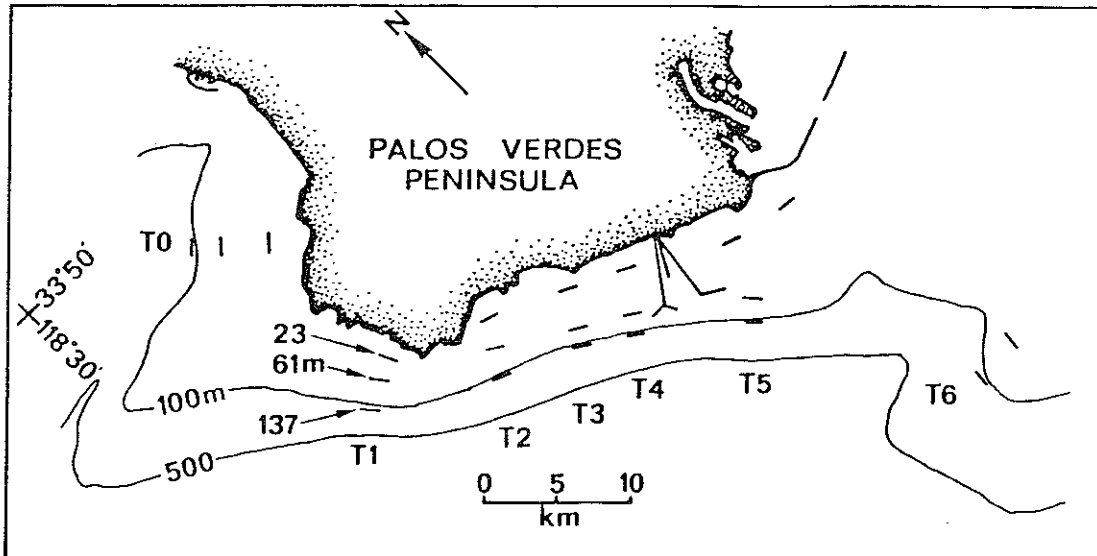 N
PALOS VERDES
PENINSULA
T0
33°50'
118°30'
23
61m
100m
137
500
T1
T2
T3
T4
T5
T6
0 5 10
km